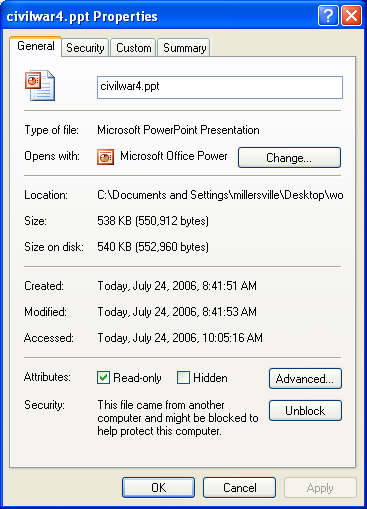 civilwar4.ppt Properties
General Security Custom Summary
civilwar4.ppt
Type of file: Microsoft PowerPoint Presentation
Opens with: Microsoft Office Power Change...
Location: C:\Documents and Settings\millersville\Desktop\wo
Size: 538 KB (550,912 bytes)
Size on disk: 540 KB (552,960 bytes)
Created: Today, July 24, 2006, 8:41:51 AM
Modified: Today, July 24, 2006, 8:41:53 AM
Accessed: Today, July 24, 2006, 10:05:16 AM
Attributes: Read-only Hidden Advanced...
Security: This file came from another
computer and might be blocked to
help protect this computer.
Unblock
OK Cancel Apply